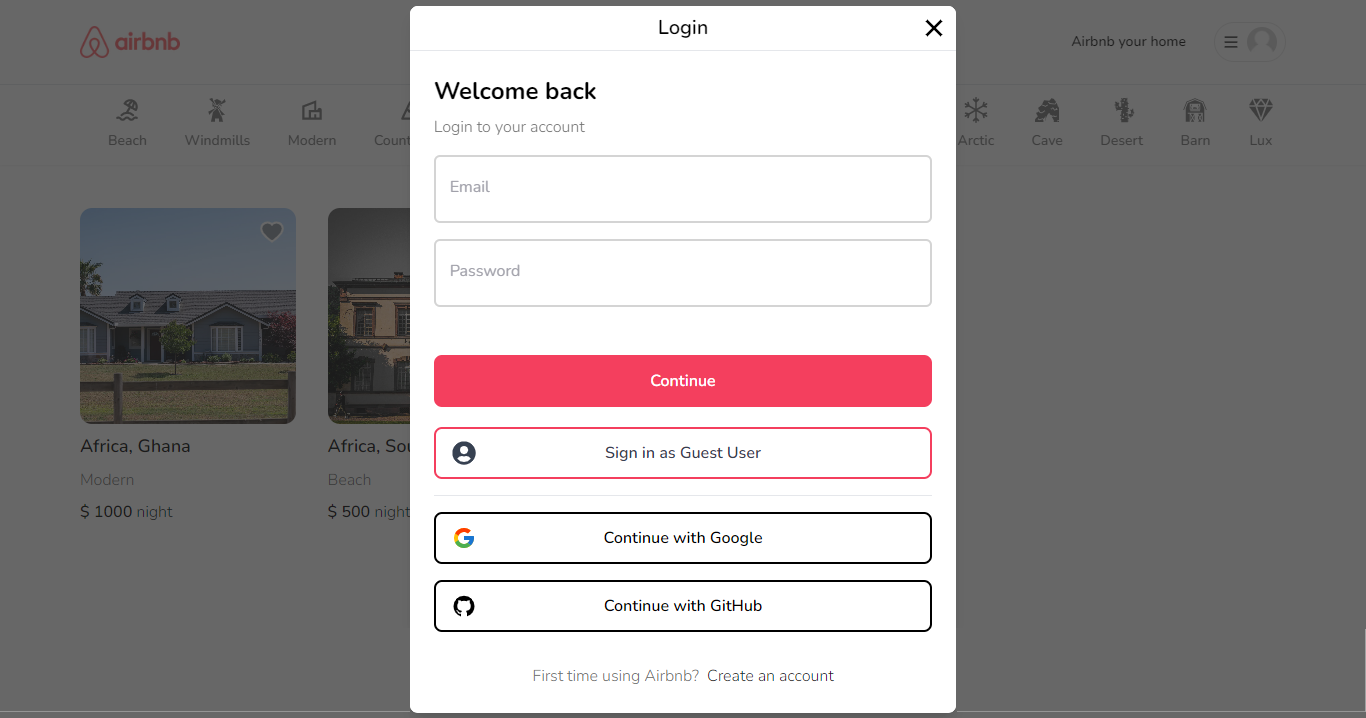 Login
airbnb
Airbnb your home
Beach
Windmills
Modern
Count
Arctic
Cave
Desert
Barn
Lux
Welcome back
Login to your account
Email
Password
Continue
Sign in as Guest User
Continue with Google
Continue with GitHub
First time using Airbnb? Create an account
Africa, Ghana
Modern
$ 1000 night
Africa, Sou
Beach
$ 500 night